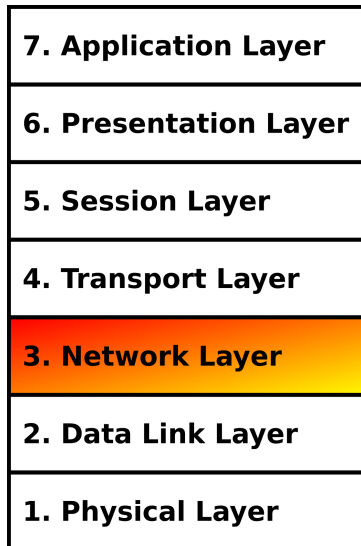 7. Application Layer
6. Presentation Layer
5. Session Layer
4. Transport Layer
3. Network Layer
2. Data Link Layer
1. Physical Layer